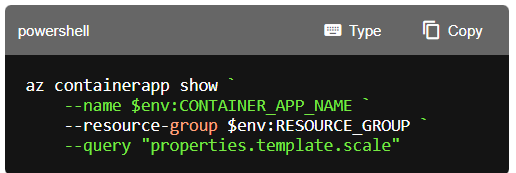 powershell
Type
Copy
az containerapp show `
    --name $env:CONTAINER_APP_NAME `
    --resource-group $env:RESOURCE_GROUP `
    --query "properties.template.scale"